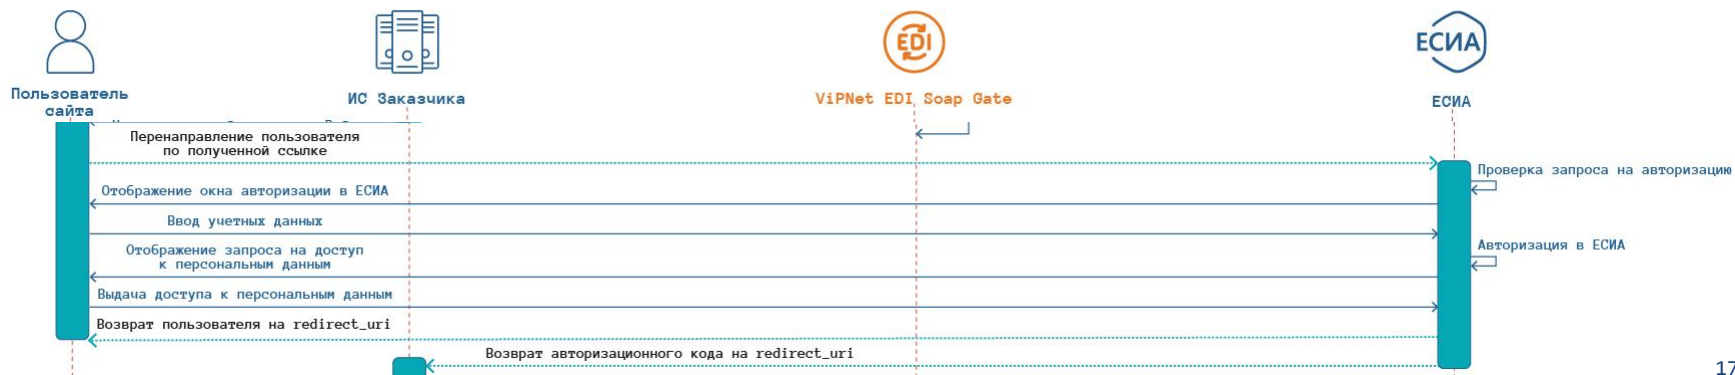 EDI
ЕСИА
Пользователь
сайта
ИС Заказчика
ViPNet EDI Soap Gate
ЕСИА
Перенаправление пользователя
по полученной ссылке
Проверка запроса на авторизацию
Отображение окна авторизации в ЕСИА
Ввод учетных данных
Отображение запроса на доступ
к персональным данным
Авторизация в ЕСИА
Выдача доступа к персональным данным
Возврат пользователя на redirect_uri
Возврат авторизационного кода на redirect_uri
17